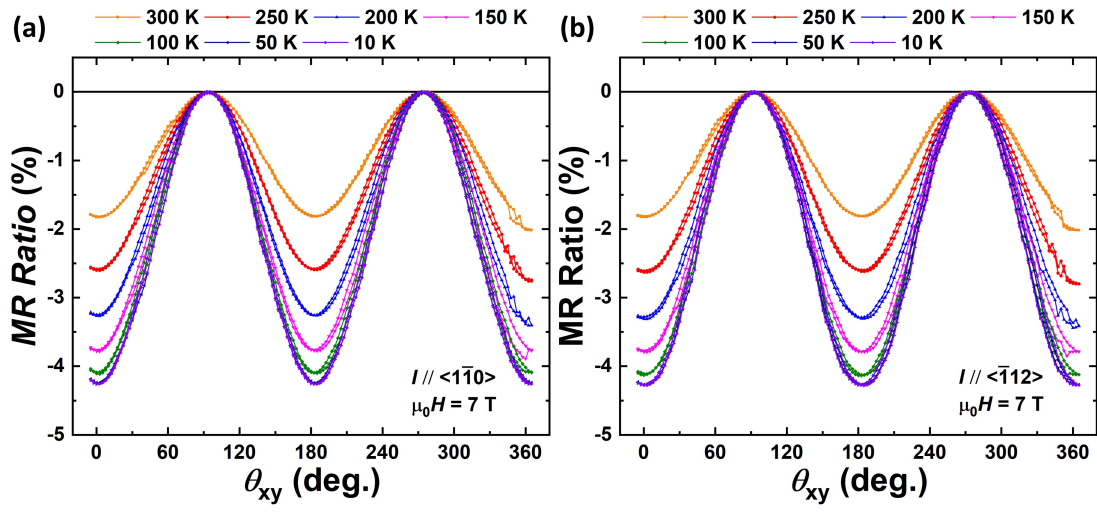 (a)
300 K 250 K 200 K 150 K
100 K 50 K 10 K
MR Ratio (%)
0
-1
-2
-3
-4
-5
I // <11̄0>
μ₀H = 7 T
0 60 120 180 240 300 360
θxy (deg.)
(b)
300 K 250 K 200 K 150 K
100 K 50 K 10 K
MR Ratio (%)
0
-1
-2
-3
-4
-5
I // <1̄12>
μ₀H = 7 T
0 60 120 180 240 300 360
θxy (deg.)